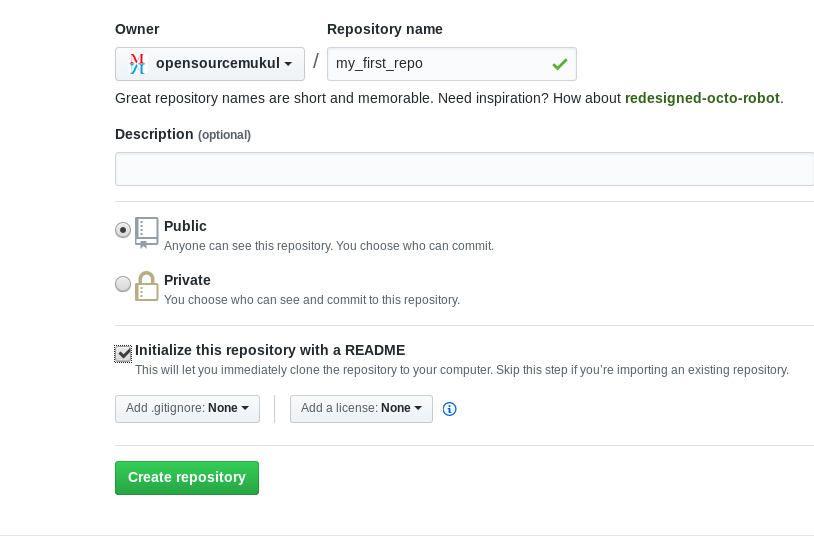 Owner
Repository name
opensourcemukul / my_first_repo
Great repository names are short and memorable. Need inspiration? How about redesigned-octo-robot.
Description (optional)
Public
Anyone can see this repository. You choose who can commit.
Private
You choose who can see and commit to this repository.
Initialize this repository with a README
This will let you immediately clone the repository to your computer. Skip this step if you’re importing an existing repository.
Add .gitignore: None
Add a license: None
Create repository